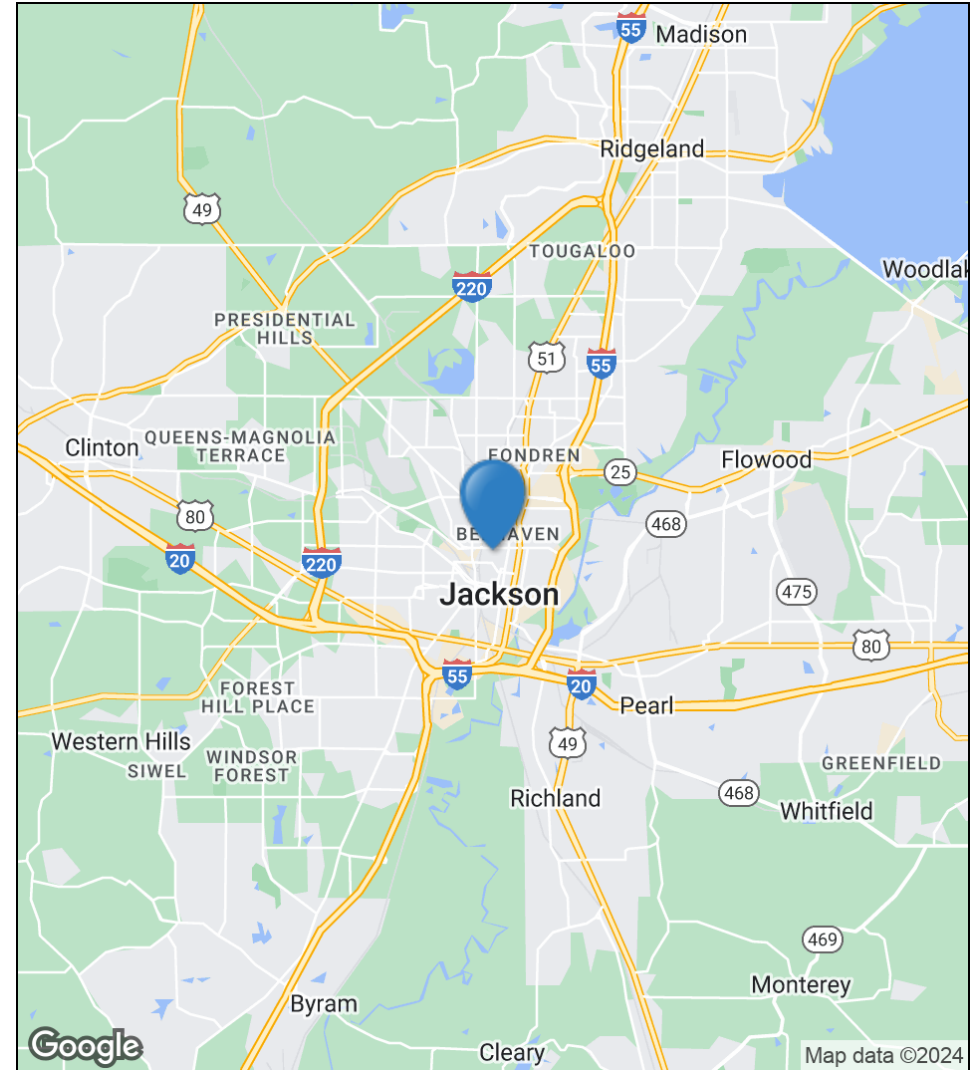 55
Madison
Ridgeland
49
TOUGALOO
Woodlak
220
PRESIDENTIAL
HILLS
51
55
Clinton
QUEENS-MAGNOLIA
TERRACE
FONDREN
Flowood
25
80
468
BELHAVEN
20
220
Jackson
475
80
55
20
FOREST
HILL PLACE
Pearl
Western Hills
49
SIWEL
WINDSOR
FOREST
GREENFIELD
Richland
468
Whitfield
469
Monterey
Byram
Cleary
Google
Map data ©2024